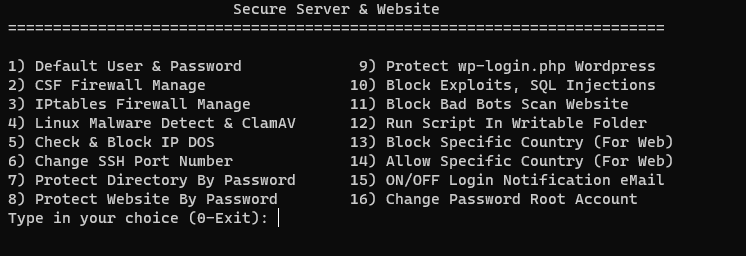 Secure Server & Website
=========================================================================
1) Default User & Password 9) Protect wp-login.php Wordpress
2) CSF Firewall Manage 10) Block Exploits, SQL Injections
3) IPtables Firewall Manage 11) Block Bad Bots Scan Website
4) Linux Malware Detect & ClamAV 12) Run Script In Writable Folder
5) Check & Block IP DOS 13) Block Specific Country (For Web)
6) Change SSH Port Number 14) Allow Specific Country (For Web)
7) Protect Directory By Password 15) ON/OFF Login Notification eMail
8) Protect Website By Password 16) Change Password Root Account
Type in your choice (0-Exit):